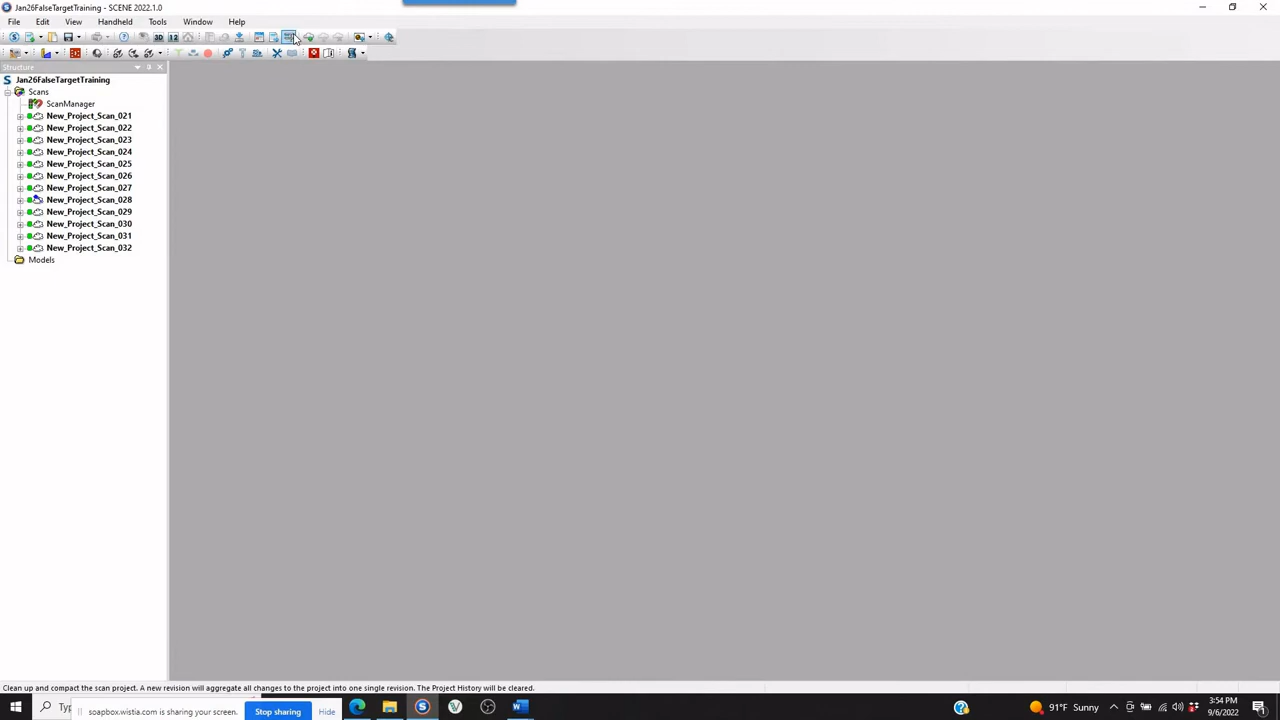 Jan26FalseTargetTraining - SCENE 2022.1.0
File Edit View Handheld Tools Window Help
Structure
Jan26FalseTargetTraining
Scans
ScanManager
New_Project_Scan_021
New_Project_Scan_022
New_Project_Scan_023
New_Project_Scan_024
New_Project_Scan_025
New_Project_Scan_026
New_Project_Scan_027
New_Project_Scan_028
New_Project_Scan_029
New_Project_Scan_030
New_Project_Scan_031
New_Project_Scan_032
Models
Clean up and compact the scan project. A new revision will aggregate all changes to the project into one single revision. The Project History will be cleared.
soapbox.wistia.com is sharing your screen.
Stop sharing
Hide
91°F Sunny
3:54 PM
9/6/2022